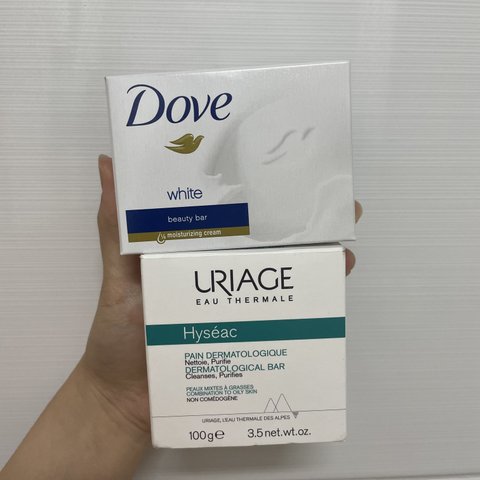 Dove
white
beauty bar
¼ moisturizing cream
URIAGE
EAU THERMALE
Hyséac
PAIN DERMATOLOGIQUE
Nettoie, Purifie
DERMATOLOGICAL BAR
Cleanses, Purifies
PEAUX MIXTES À GRASSES
COMBINATION TO OILY SKIN
NON COMÉDOGÈNE
URIAGE, L'EAU THERMALE DES ALPES
100g e 3.5 net.wt.oz.